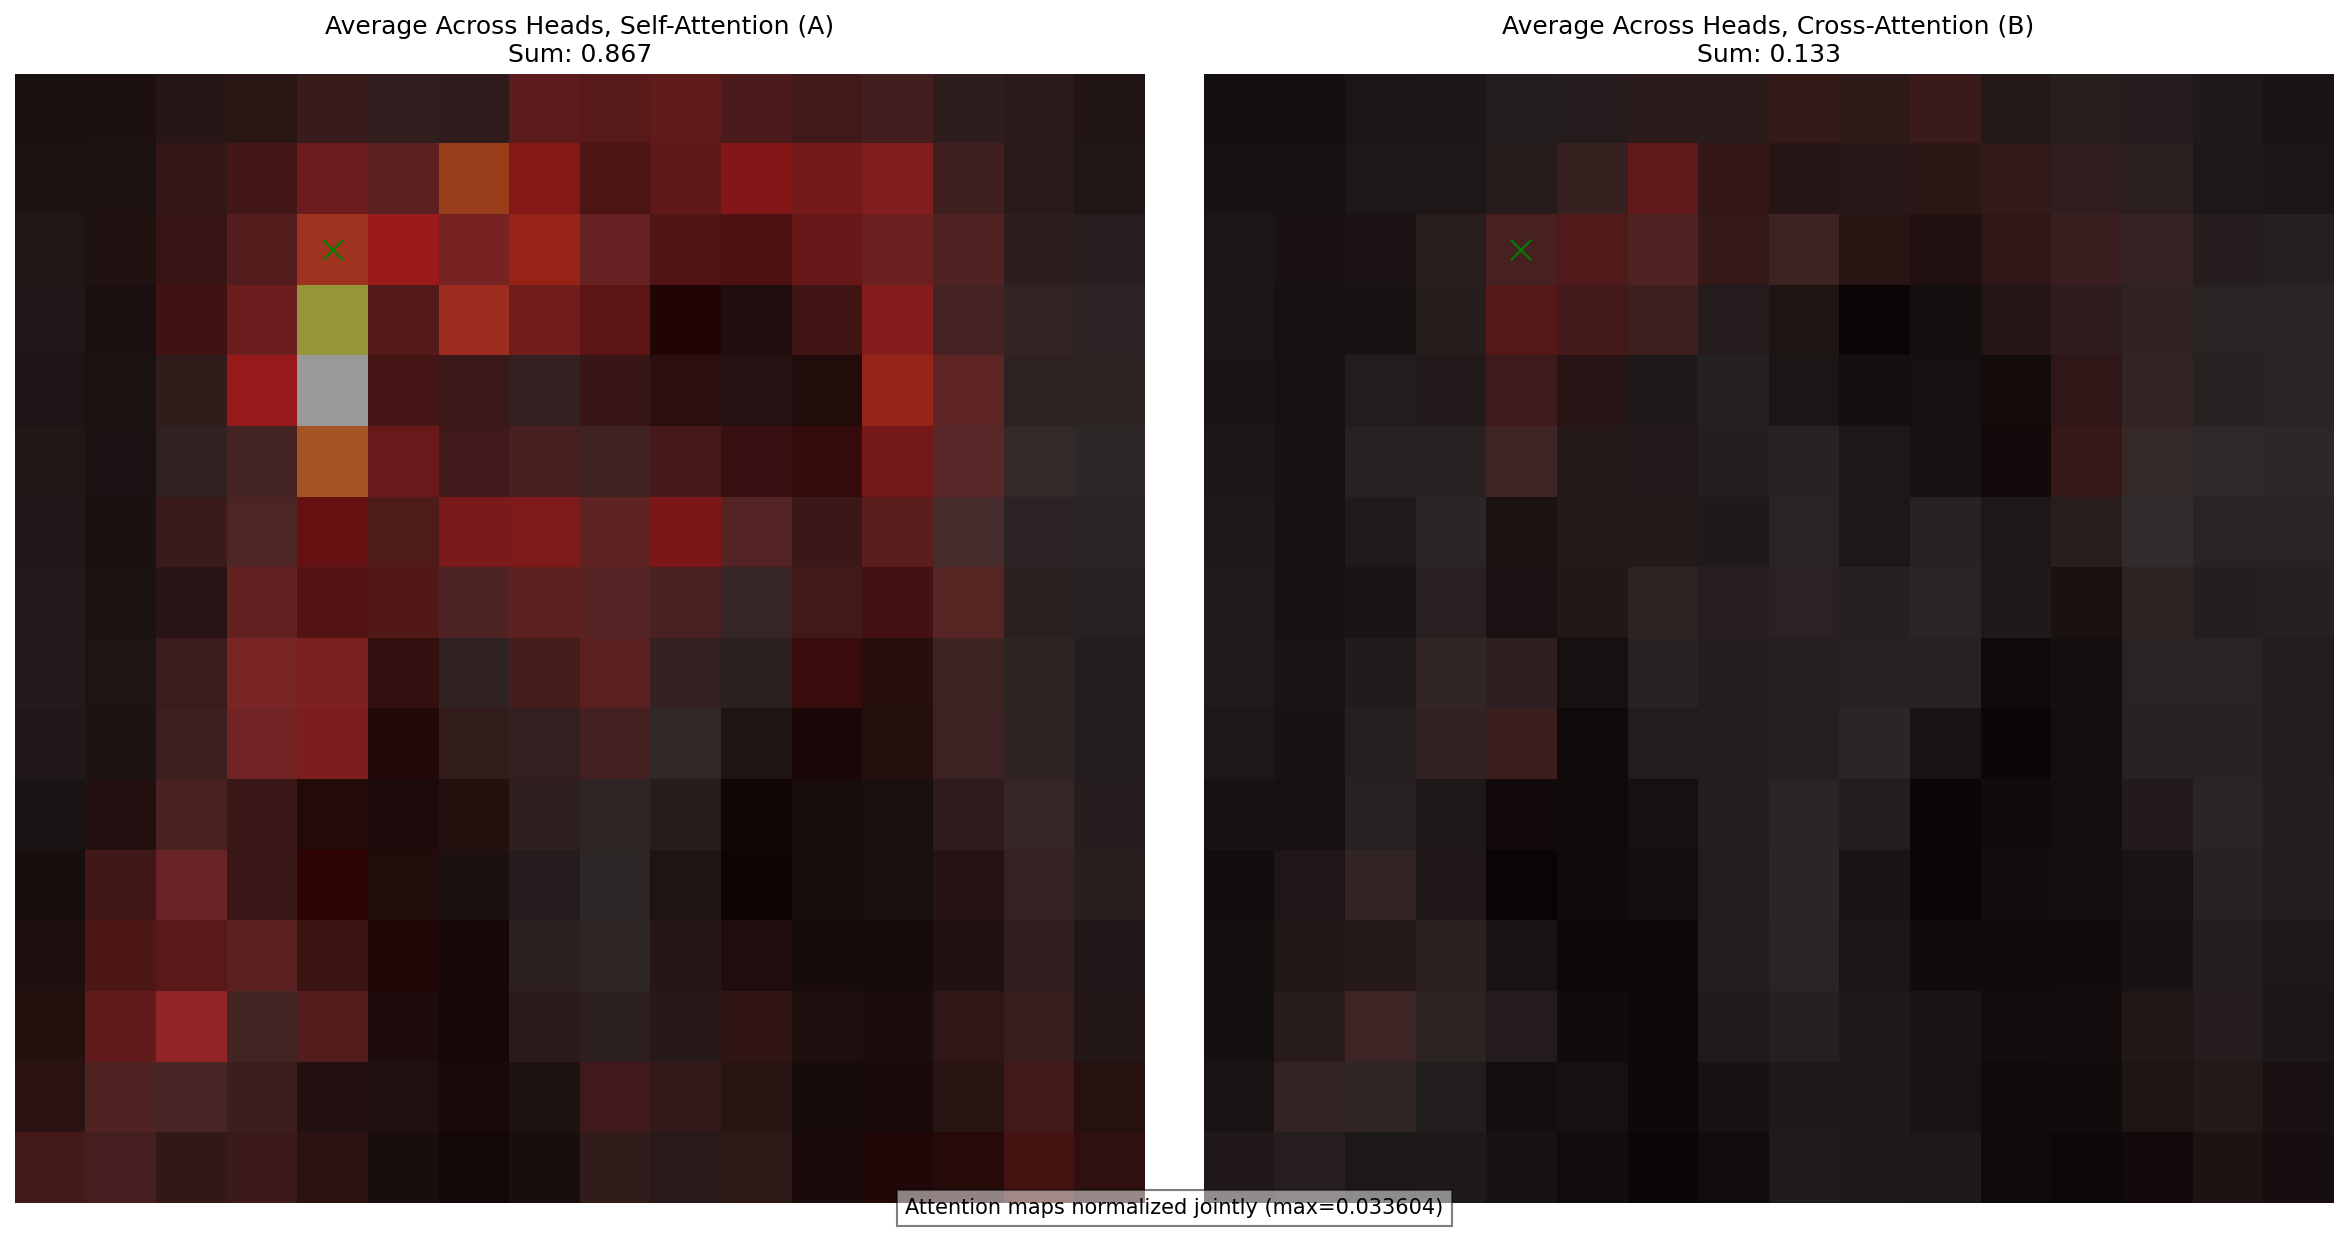 Average Across Heads, Self-Attention (A)
Sum: 0.867
Average Across Heads, Cross-Attention (B)
Sum: 0.133
Attention maps normalized jointly (max=0.033604)